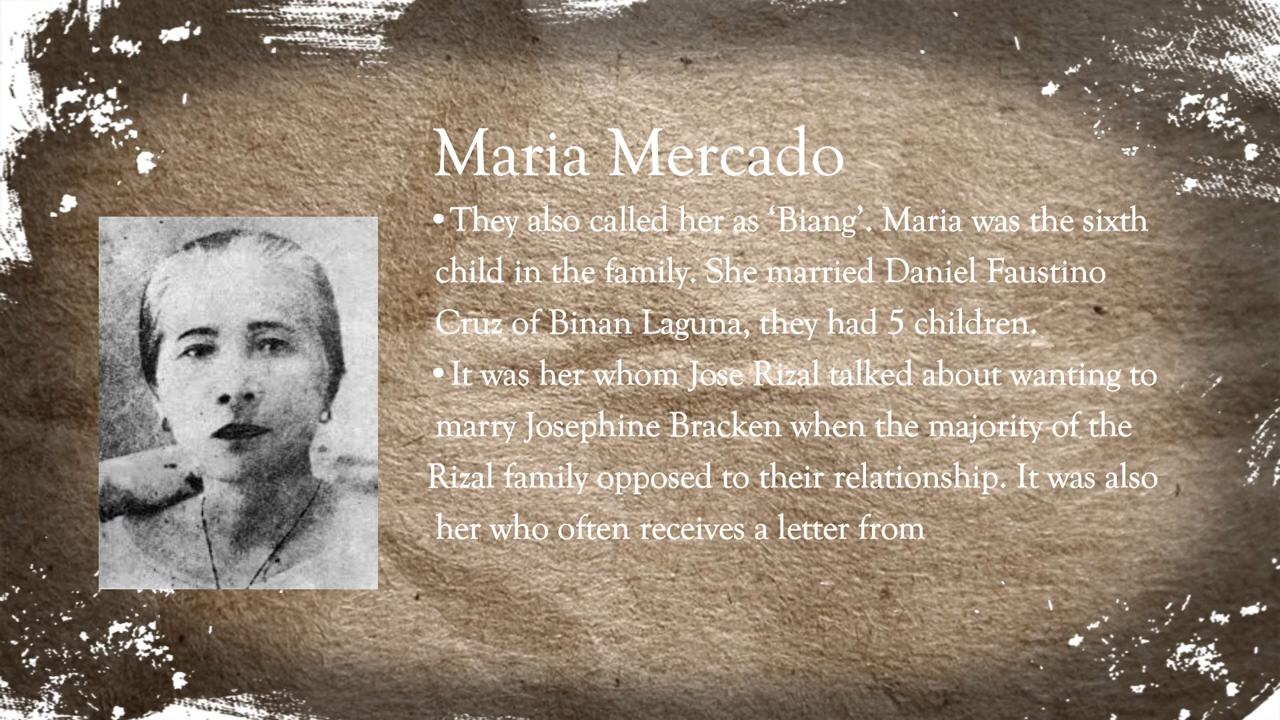 Maria Mercado
•They also called her as ‘Biang’. Maria was the sixth
child in the family. She married Daniel Faustino
Cruz of Binan Laguna, they had 5 children.
•It was her whom Jose Rizal talked about wanting to
marry Josephine Bracken when the majority of the
Rizal family opposed to their relationship. It was also
her who often receives a letter from